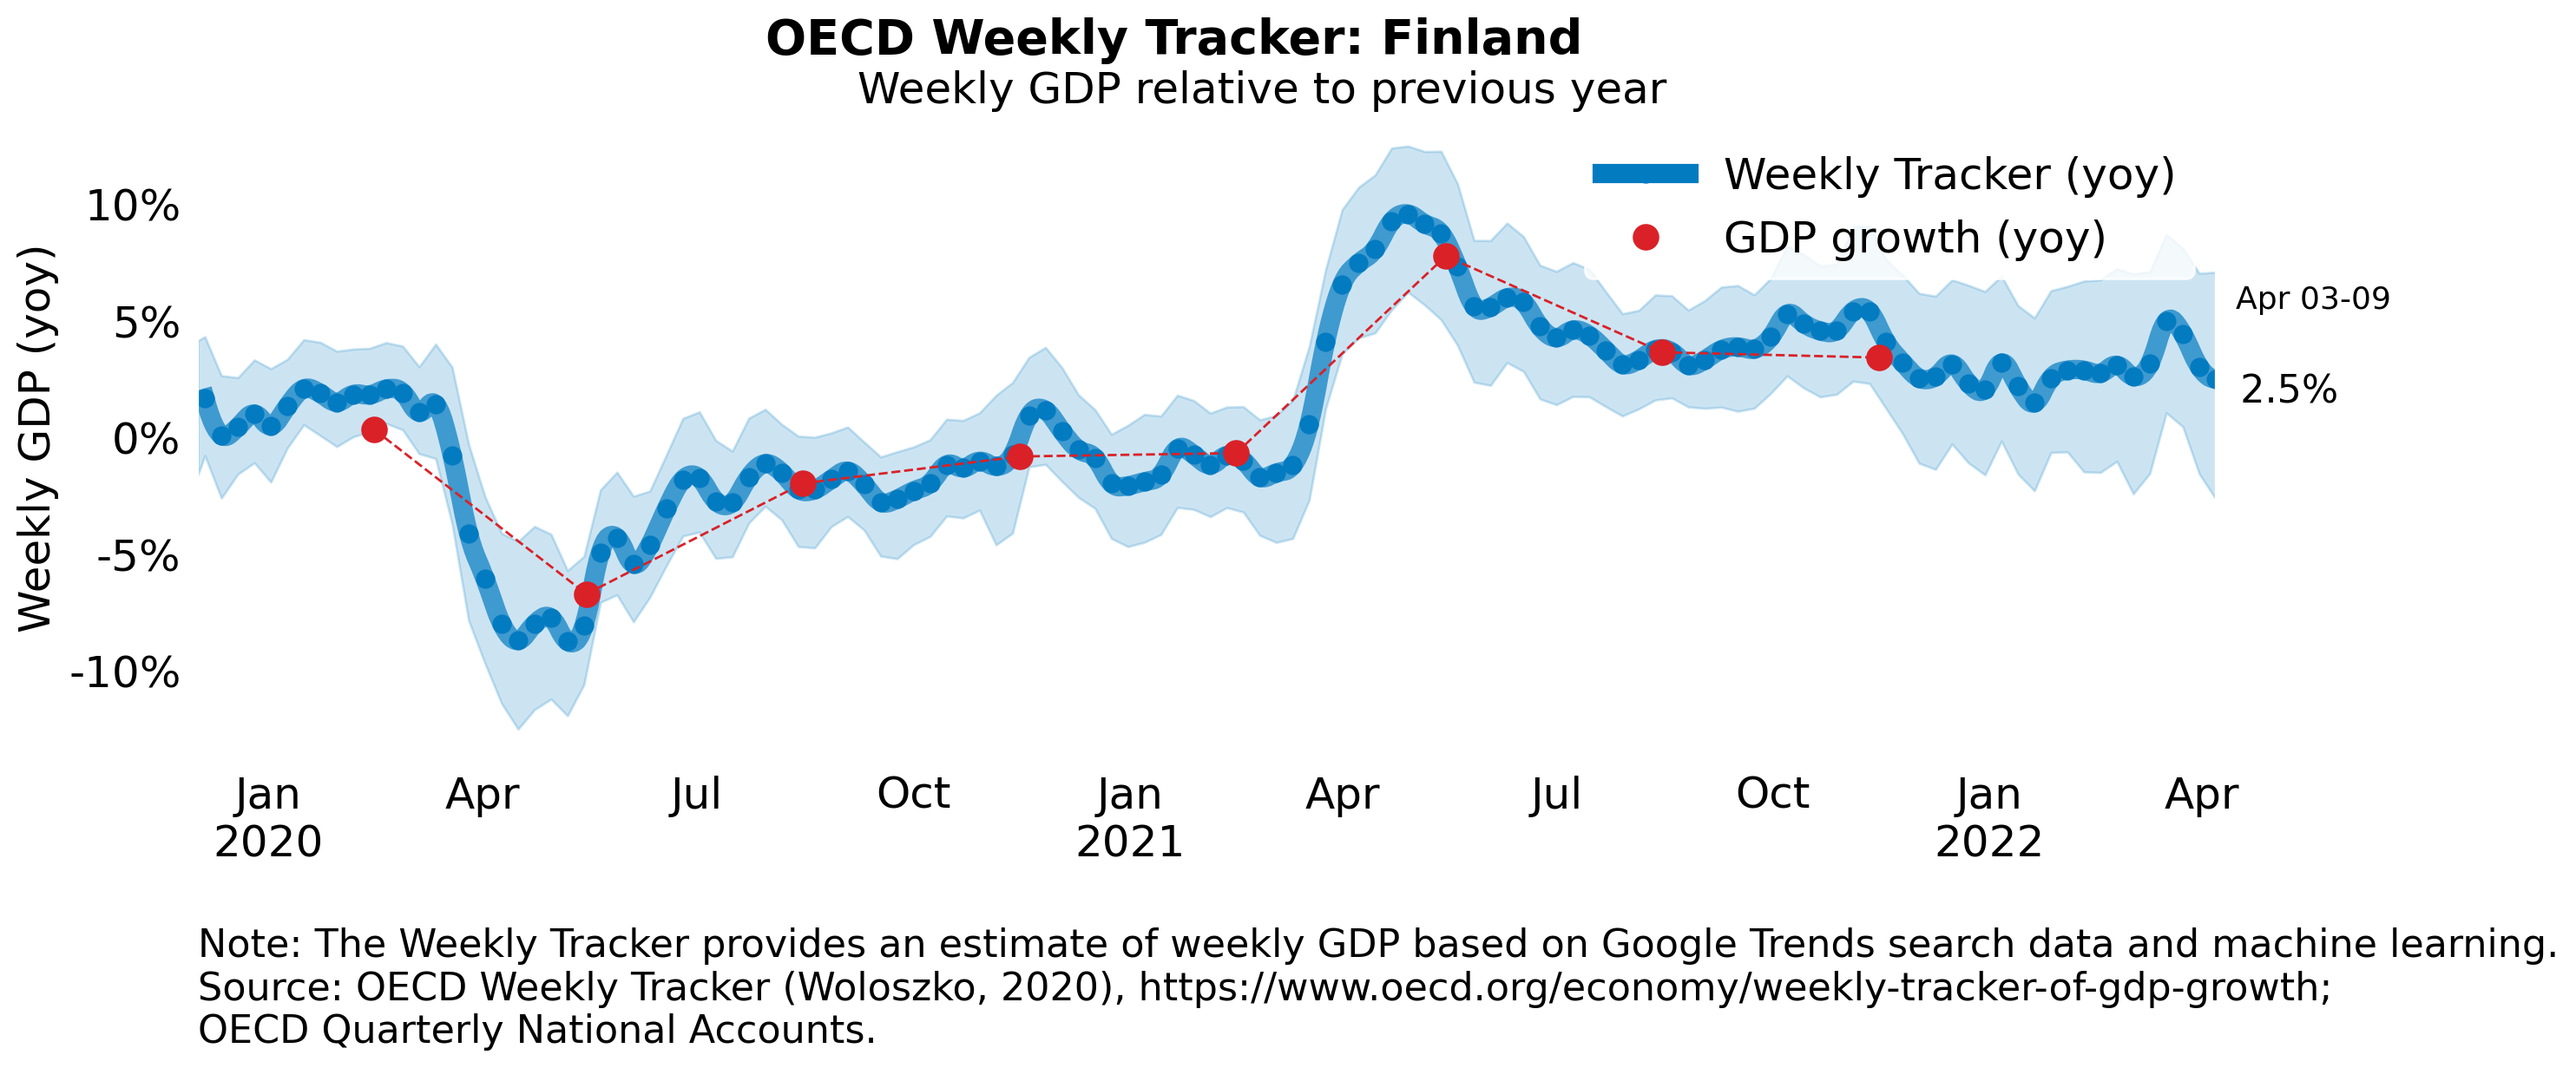 OECD Weekly Tracker: Finland
Weekly GDP relative to previous year
Weekly Tracker (yoy)
GDP growth (yoy)
Weekly GDP (yoy)
10%
5%
0%
-5%
-10%
Apr 03-09
2.5%
Jan Apr Jul Oct Jan Apr Jul Oct Jan Apr
2020 2021 2022
Note: The Weekly Tracker provides an estimate of weekly GDP based on Google Trends search data and machine learning.
Source: OECD Weekly Tracker (Woloszko, 2020), https://www.oecd.org/economy/weekly-tracker-of-gdp-growth;
OECD Quarterly National Accounts.